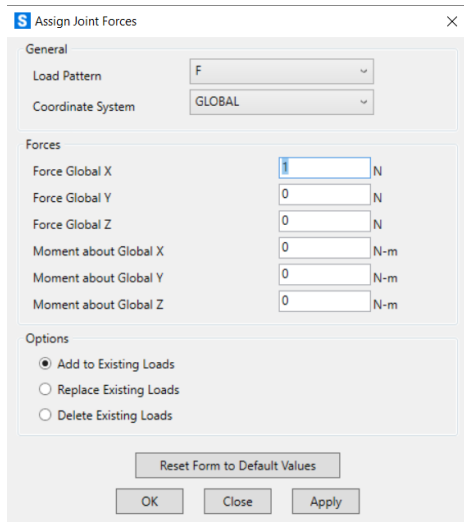 S Assign Joint Forces
General
Load Pattern F
Coordinate System GLOBAL
Forces
Force Global X 1 N
Force Global Y 0 N
Force Global Z 0 N
Moment about Global X 0 N-m
Moment about Global Y 0 N-m
Moment about Global Z 0 N-m
Options
Add to Existing Loads
Replace Existing Loads
Delete Existing Loads
Reset Form to Default Values
OK Close Apply